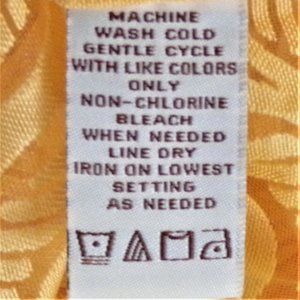 MACHINE
WASH COLD
GENTLE CYCLE
WITH LIKE COLORS
ONLY
NON-CHLORINE
BLEACH
WHEN NEEDED
LINE DRY
IRON ON LOWEST
SETTING
AS NEEDED